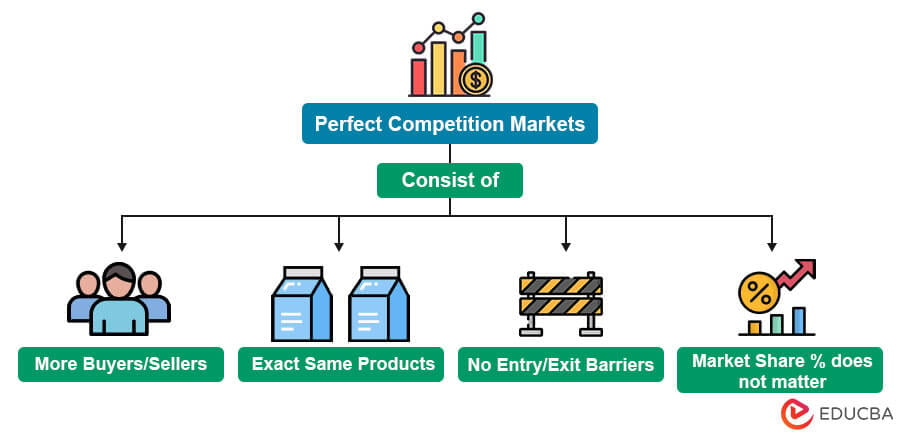 Perfect Competition Markets
Consist of
More Buyers/Sellers
Exact Same Products
No Entry/Exit Barriers
Market Share % does
not matter
$
%
EDUCBA